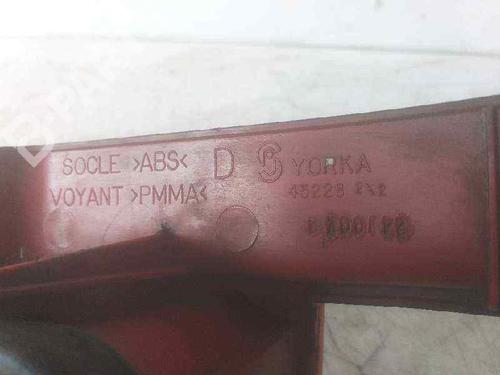 SOCLE >ABS< D YORKA
VOYANT >PMMA< 45228